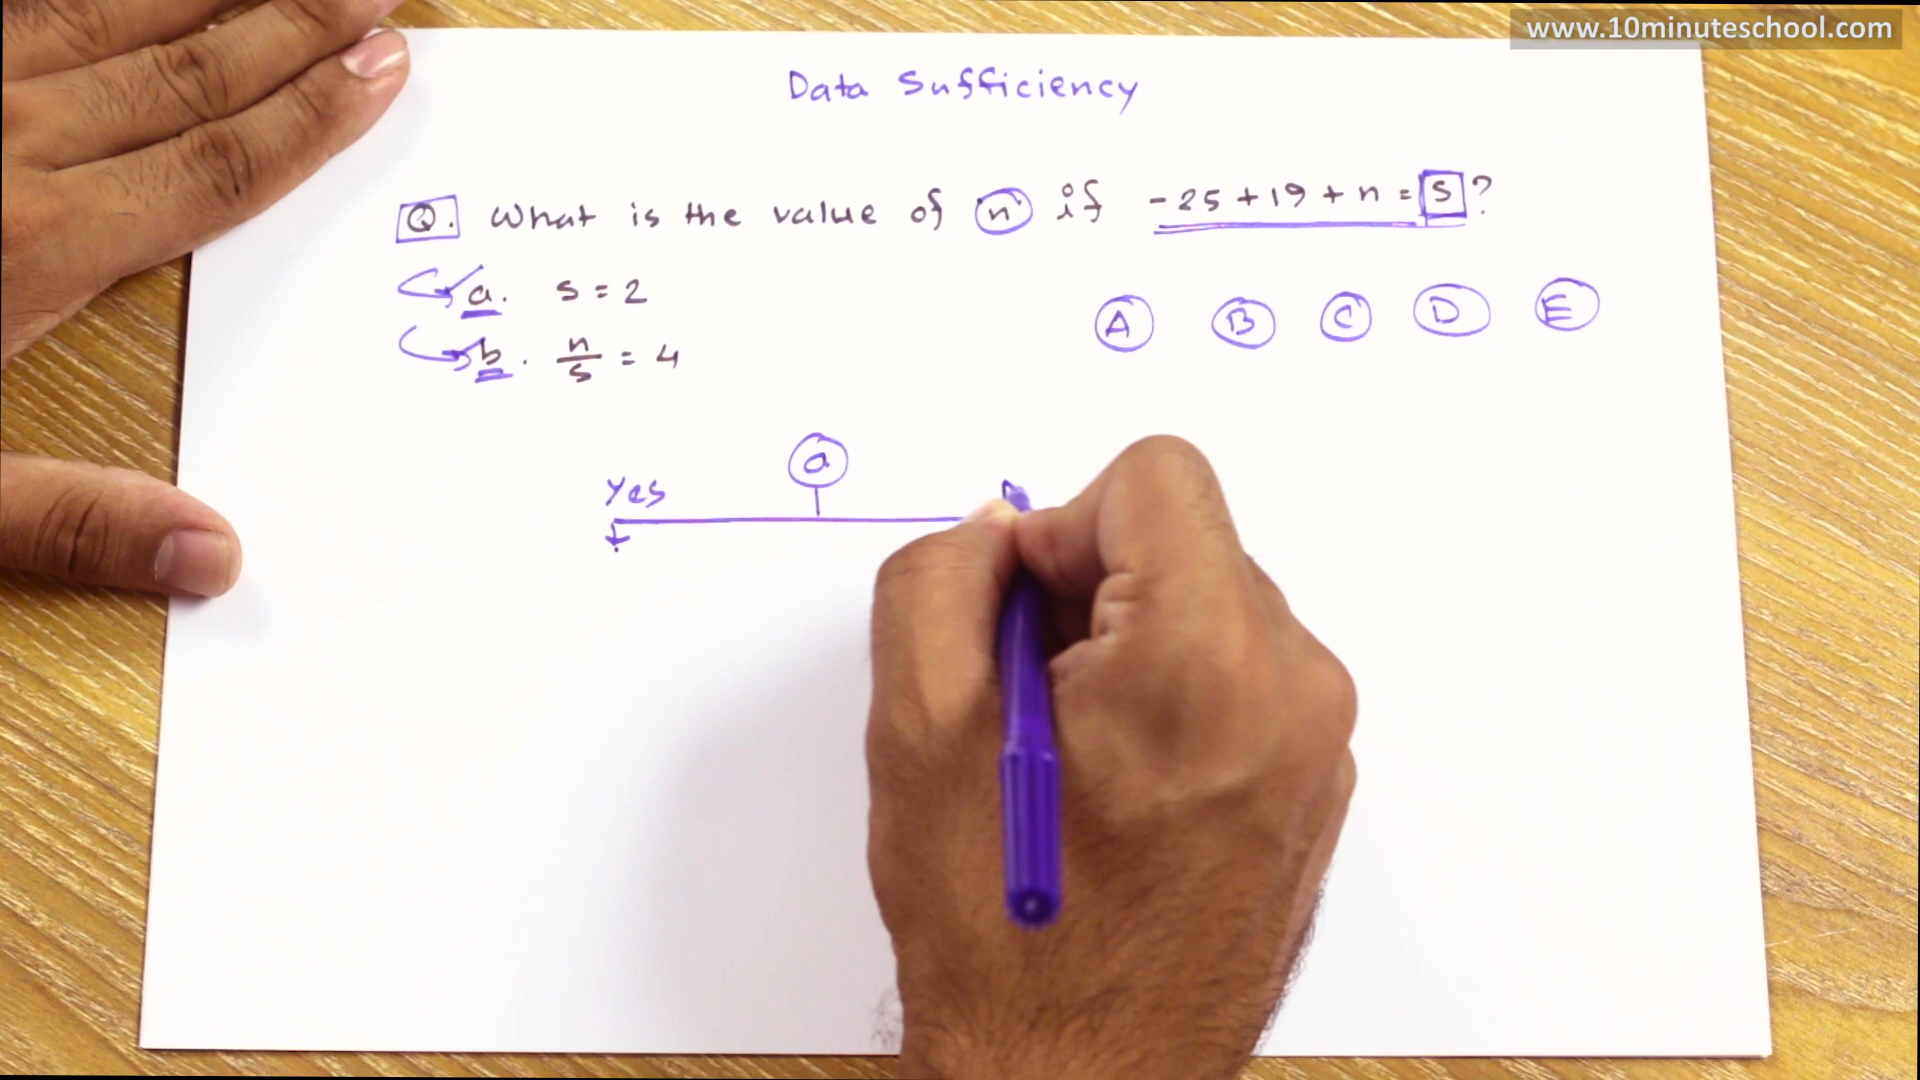 www.10minuteschool.com
Data Sufficiency
Q. What is the value of n if -25 + 19 + n = s ?
a. s = 2
b. n/s = 4
A B C D E
a
Yes